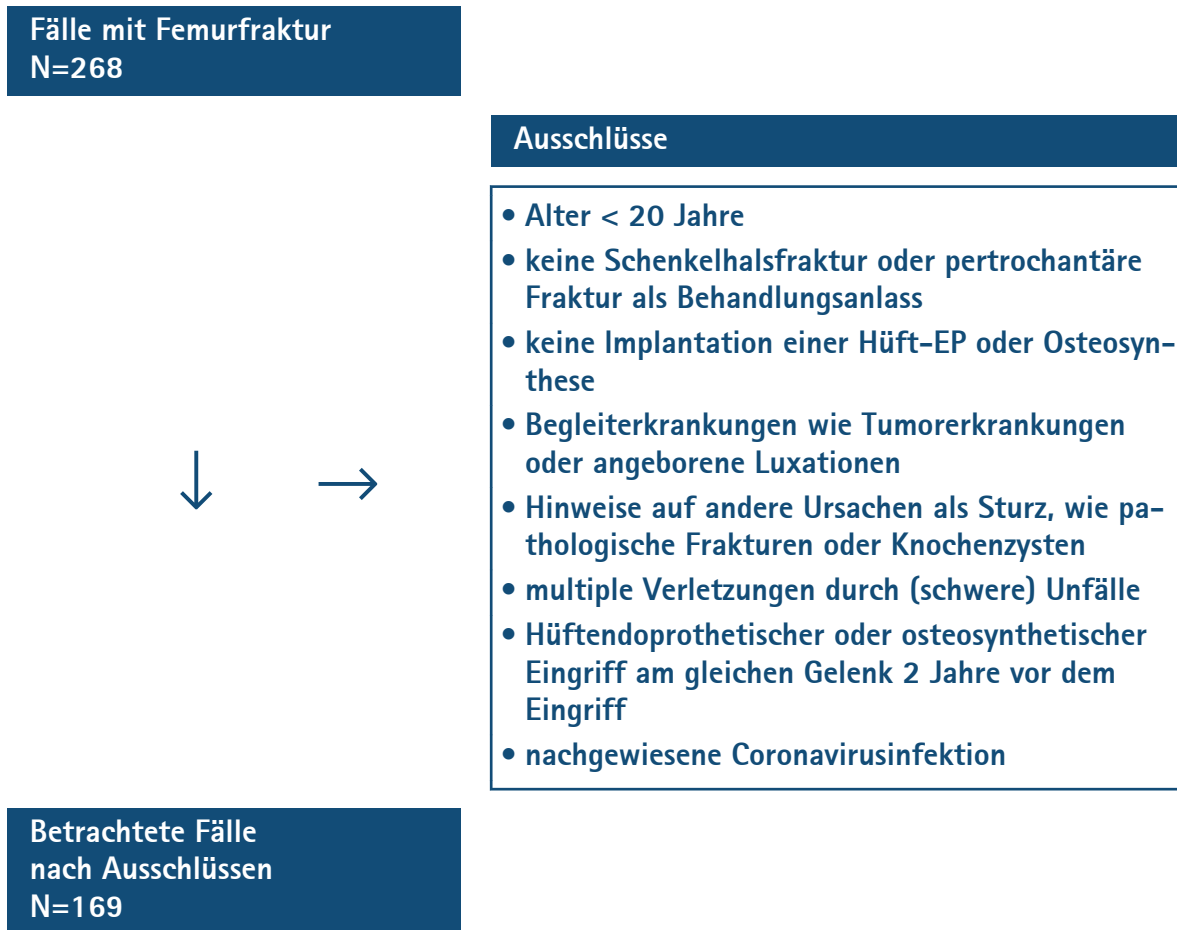 Fälle mit Femurfraktur
N=268
Ausschlüsse
• Alter < 20 Jahre
• keine Schenkelhalsfraktur oder pertrochantäre
Fraktur als Behandlungsanlass
• keine Implantation einer Hüft-EP oder Osteosyn-
these
• Begleiterkrankungen wie Tumorerkrankungen
oder angeborene Luxationen
• Hinweise auf andere Ursachen als Sturz, wie pa-
thologische Frakturen oder Knochenzysten
• multiple Verletzungen durch (schwere) Unfälle
• Hüftendoprothetischer oder osteosynthetischer
Eingriff am gleichen Gelenk 2 Jahre vor dem
Eingriff
• nachgewiesene Coronavirusinfektion
Betrachtete Fälle
nach Ausschlüssen
N=169